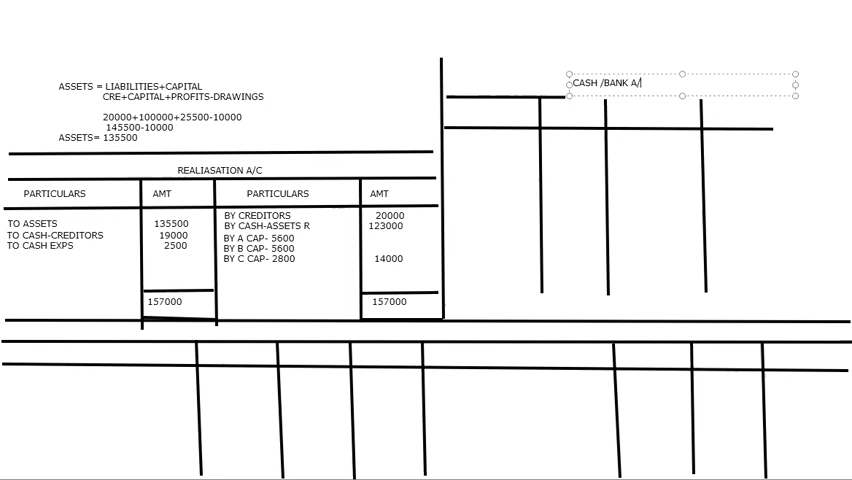 ASSETS = LIABILITIES+CAPITAL
CRE+CAPITAL+PROFITS-DRAWINGS
20000+100000+25500-10000
145500-10000
ASSETS= 135500
CASH /BANK A/
REALIASATION A/C
PARTICULARS AMT PARTICULARS AMT
TO ASSETS 135500 BY CREDITORS 20000
TO CASH-CREDITORS 19000 BY CASH-ASSETS R 123000
TO CASH EXPS 2500 BY A CAP- 5600
BY B CAP- 5600
BY C CAP- 2800 14000
157000 157000